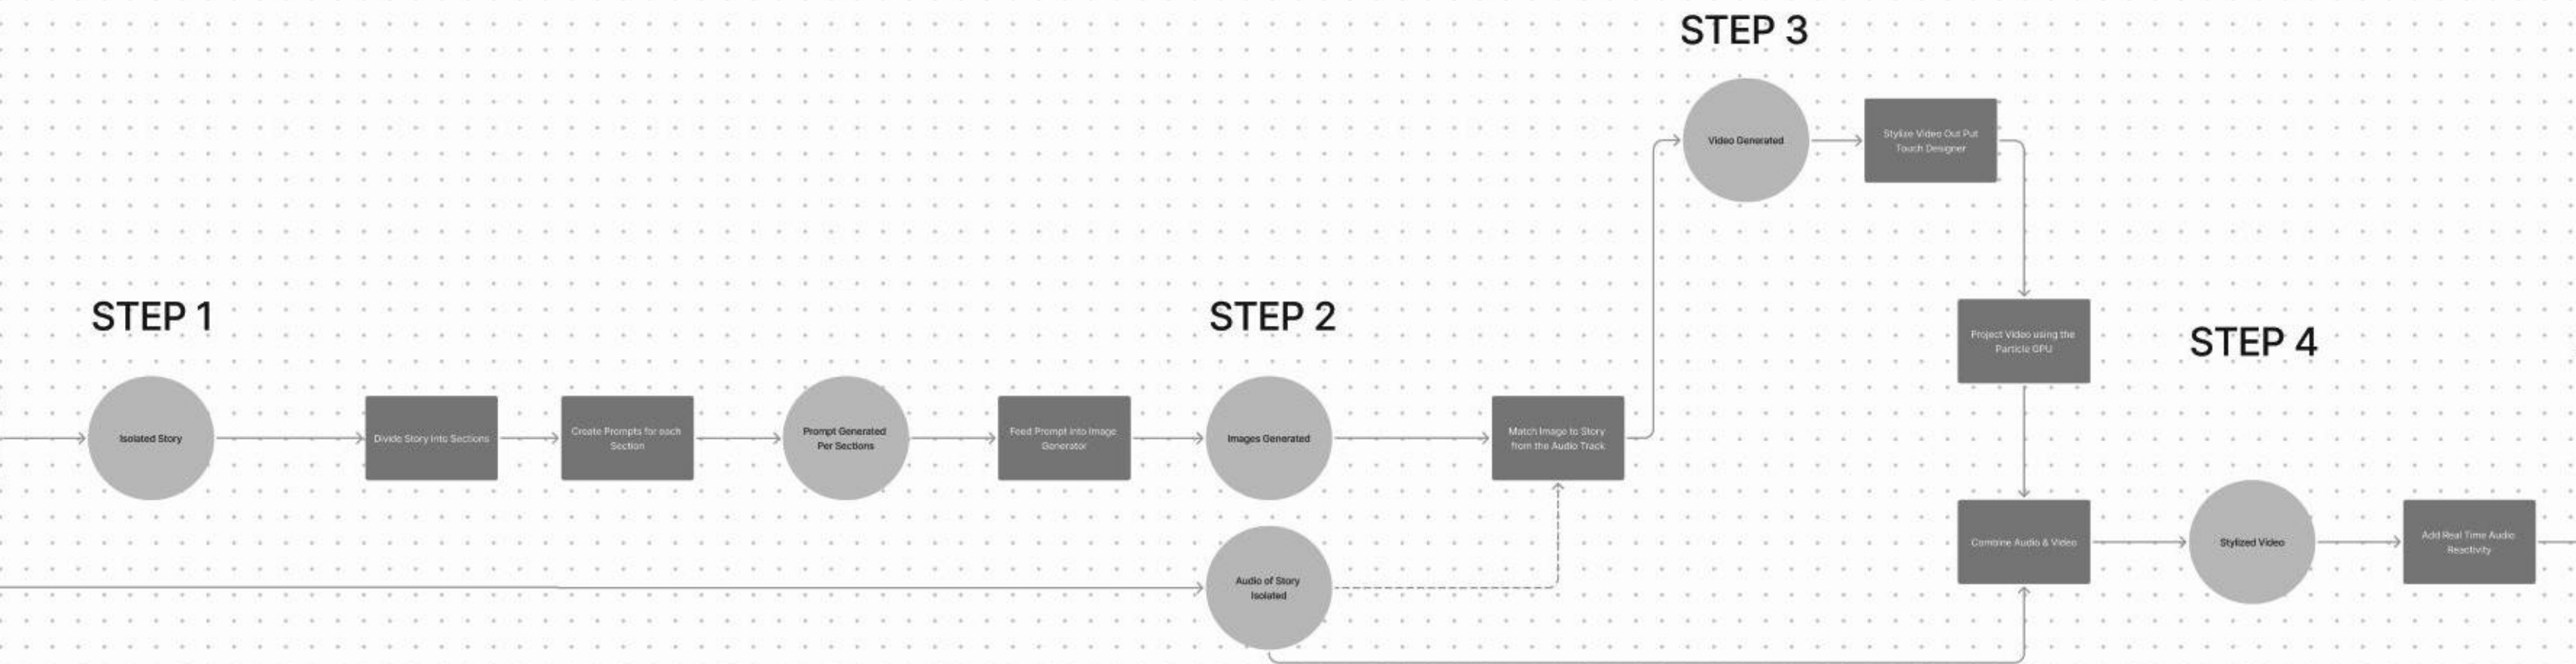 STEP 1
Isolated Story
Divide Story Into Sections
Create Prompts for each
Section
Prompt Generated
Per Sections
Feed Prompt into Image
Generator
STEP 2
Images Generated
Audio of Story
Isolated
Match Image to Story
from the Audio Track
STEP 3
Video Generated
Stylize Video Out Put
Touch Designer
Project Video using the
Particle GPU
Combine Audio & Video
STEP 4
Stylized Video
Add Real Time Audio
Reactivity